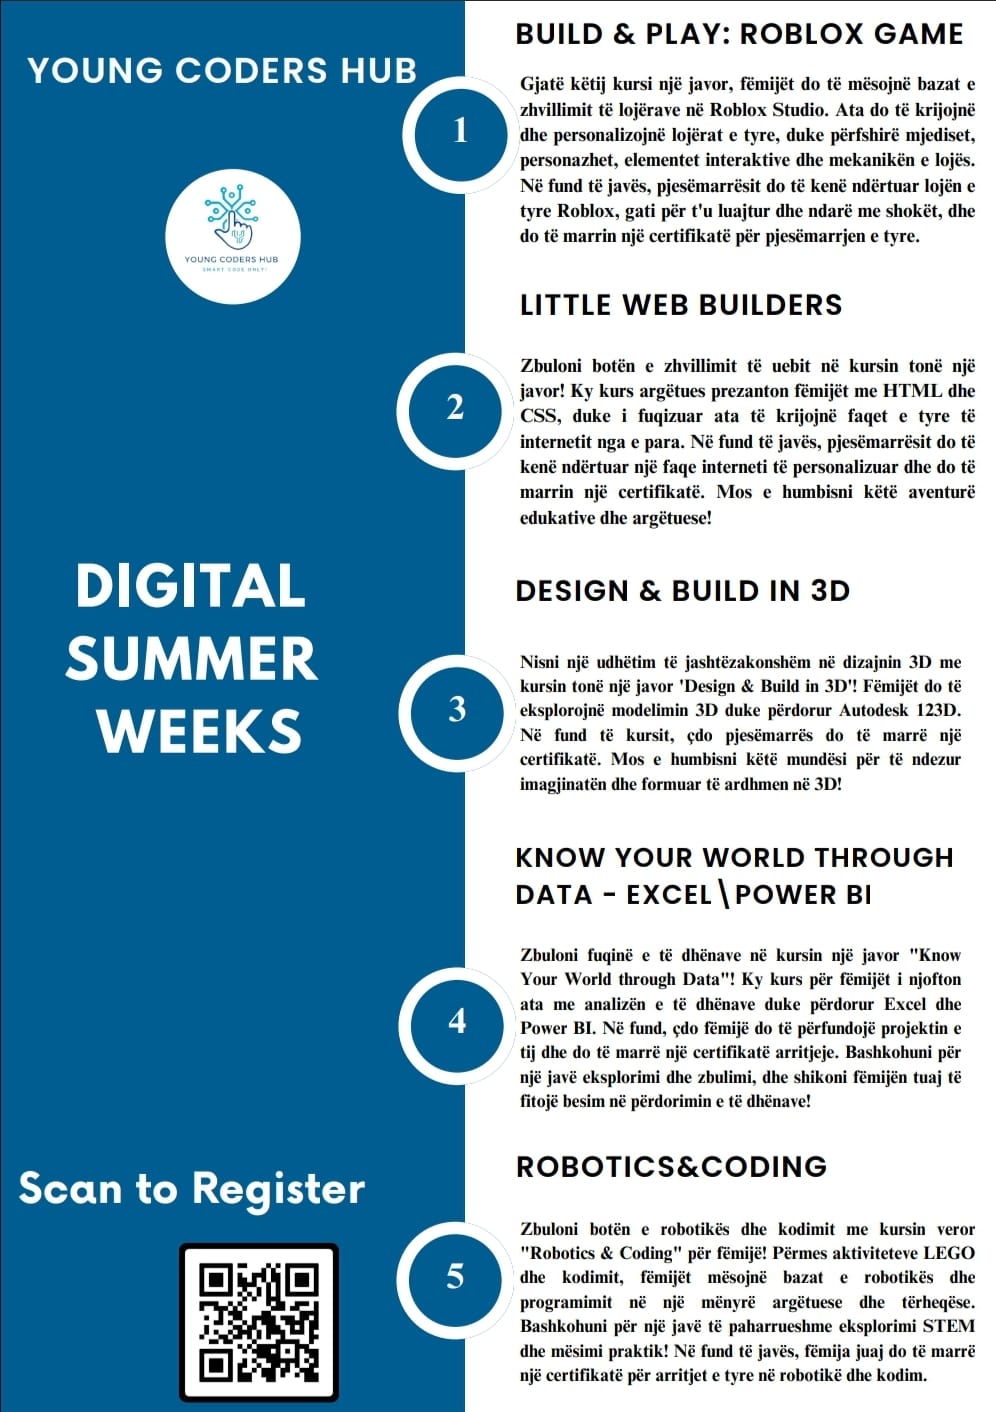 YOUNG CODERS HUB
YOUNG CODERS HUB
SMART CODE ONLY!
DIGITAL
SUMMER
WEEKS
Scan to Register
1
BUILD & PLAY: ROBLOX GAME
Gjatë këtij kursi një javor, fëmijët do të mësojnë bazat e
zhvillimit të lojërave në Roblox Studio. Ata do të krijojnë
dhe personalizojnë lojërat e tyre, duke përfshirë mjediset,
personazhet, elementet interaktive dhe mekanikën e lojës.
Në fund të javës, pjesëmarrësit do të kenë ndërtuar lojën e
tyre Roblox, gati për t'u luajtur dhe ndarë me shokët, dhe
do të marrin një certifikatë për pjesëmarrjen e tyre.
2
LITTLE WEB BUILDERS
Zbuloni botën e zhvillimit të uebit në kursin tonë një
javor! Ky kurs argëtues prezanton fëmijët me HTML dhe
CSS, duke i fuqizuar ata të krijojnë faqet e tyre të
internetit nga e para. Në fund të javës, pjesëmarrësit do të
kenë ndërtuar një faqe interneti të personalizuar dhe do të
marrin një certifikatë. Mos e humbisni këtë aventurë
edukative dhe argëtuese!
3
DESIGN & BUILD IN 3D
Nisni një udhëtim të jashtëzakonshëm në dizajnin 3D me
kursin tonë një javor 'Design & Build in 3D'! Fëmijët do të
eksplorojnë modelimin 3D duke përdorur Autodesk 123D.
Në fund të kursit, çdo pjesëmarrës do të marrë një
certifikatë. Mos e humbisni këtë mundësi për të ndezur
imagjinatën dhe formuar të ardhmen në 3D!
4
KNOW YOUR WORLD THROUGH
DATA - EXCEL\POWER BI
Zbuloni fuqinë e të dhënave në kursin një javor "Know
Your World through Data"! Ky kurs për fëmijët i njofton
ata me analizën e të dhënave duke përdorur Excel dhe
Power BI. Në fund, çdo fëmijë do të përfundojë projektin e
tij dhe do të marrë një certifikatë arritjeje. Bashkohuni për
një javë eksplorimi dhe zbulimi, dhe shikoni fëmijën tuaj të
fitojë besim në përdorimin e të dhënave!
5
ROBOTICS&CODING
Zbuloni botën e robotikës dhe kodimit me kursin veror
"Robotics & Coding" për fëmijë! Përmes aktiviteteve LEGO
dhe kodimit, fëmijët mësojnë bazat e robotikës dhe
programimit në një mënyrë argëtuese dhe tërheqëse.
Bashkohuni për një javë të paharrueshme eksplorimi STEM
dhe mësimi praktik! Në fund të javës, fëmija juaj do të marrë
një certifikatë për arritjet e tyre në robotikë dhe kodim.